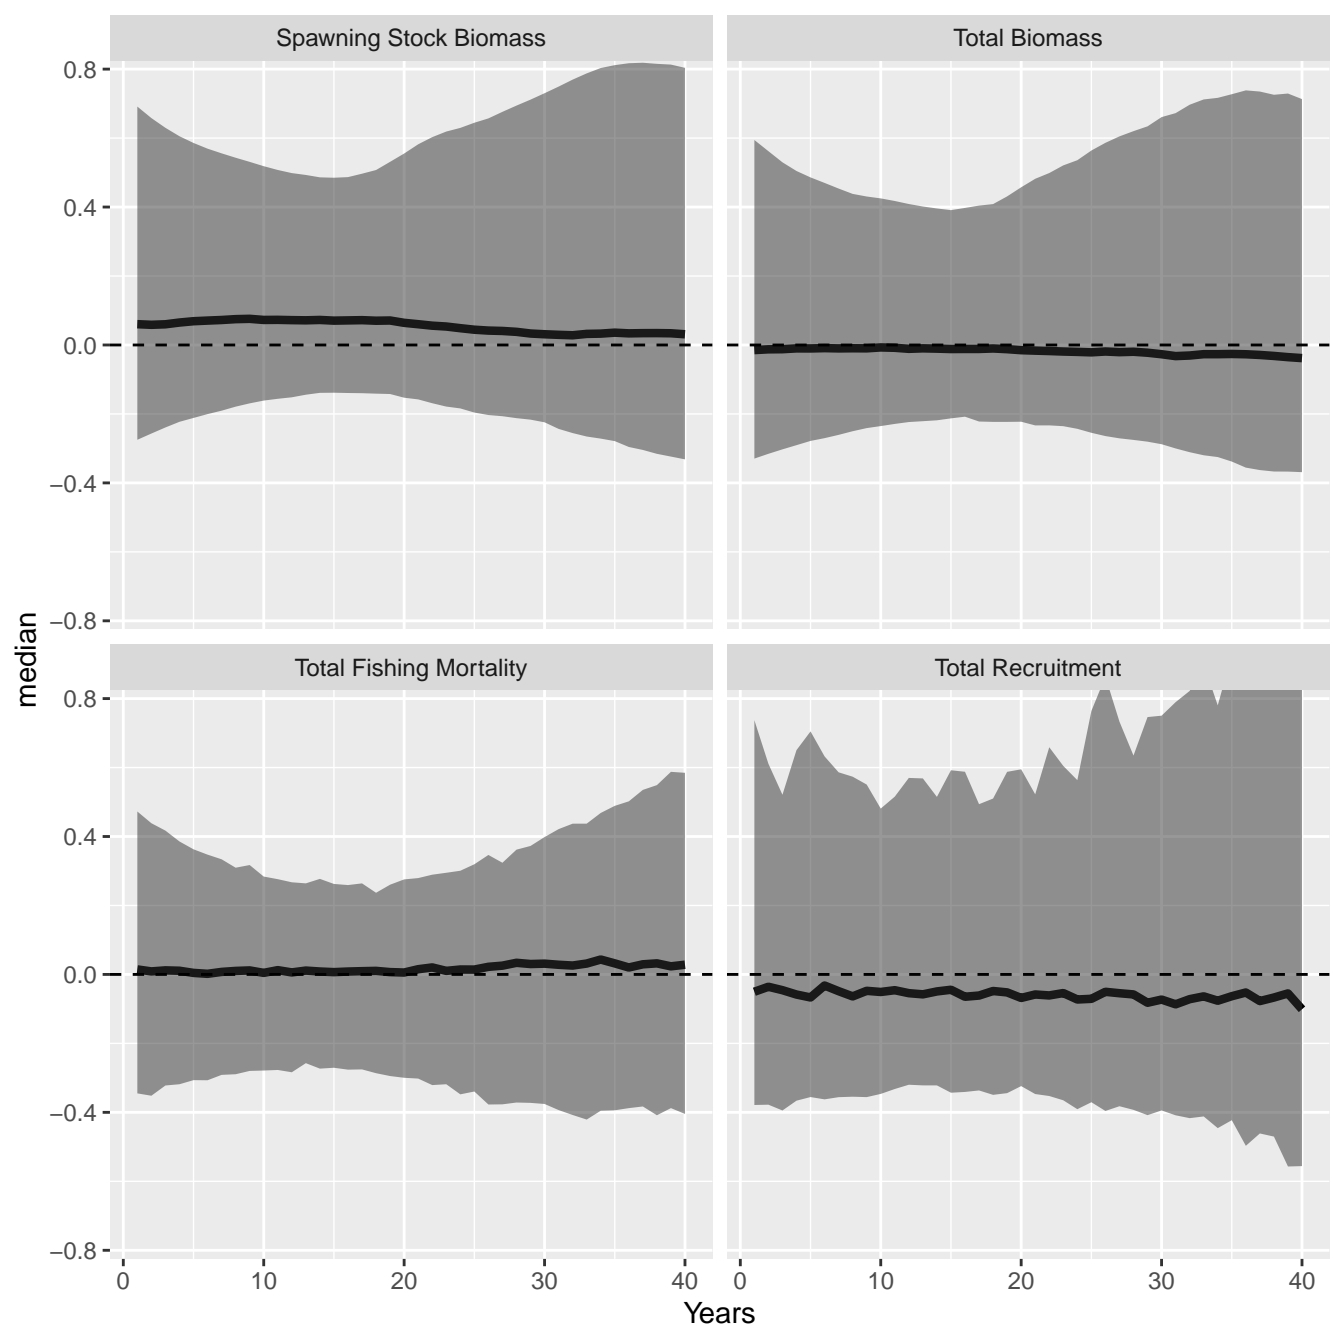 Spawning Stock Biomass
Total Biomass
0.8
0.4
0.0
−0.4
−0.8
median
Total Fishing Mortality
Total Recruitment
0.8
0.4
0.0
−0.4
−0.8
0 10 20 30 40
0 10 20 30 40
Years